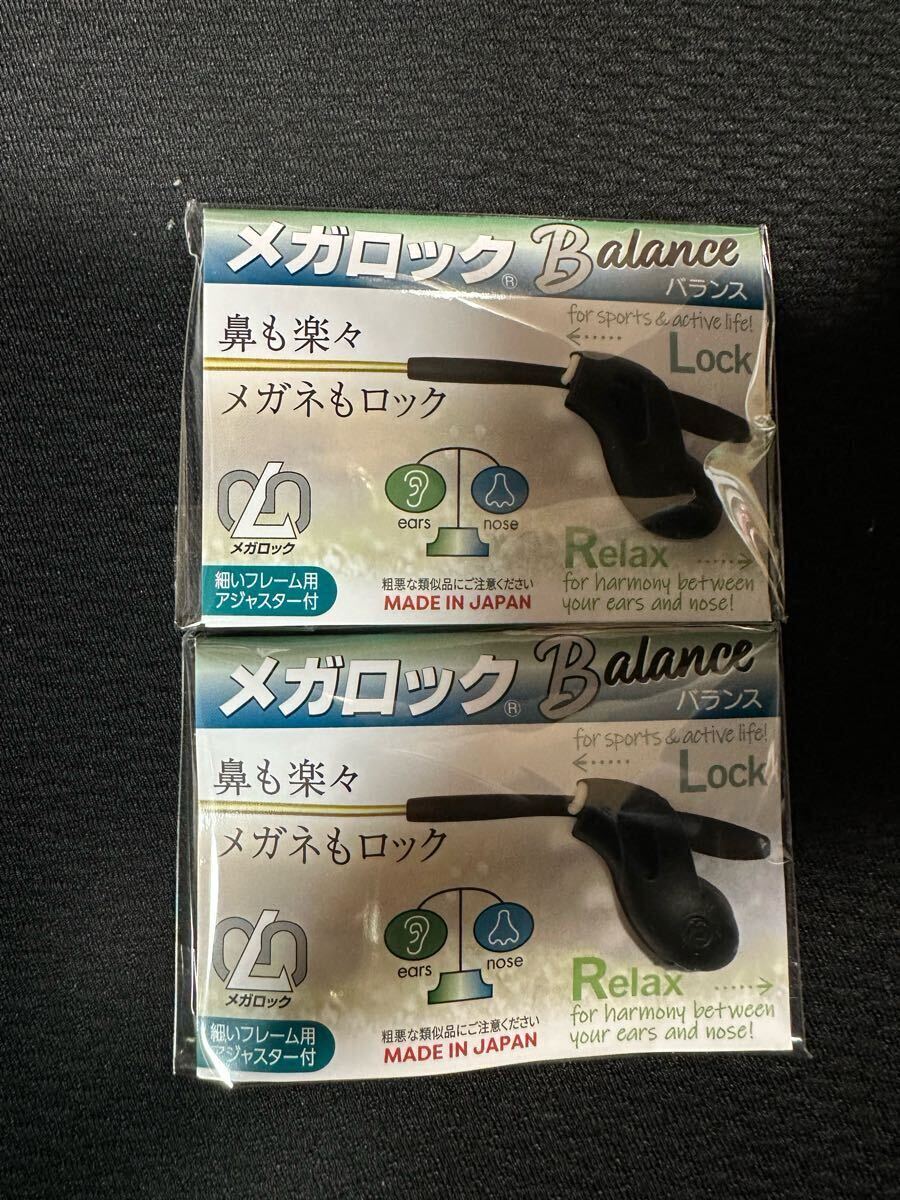 メガロック® Balance
バランス
for sports & active life!
Lock
鼻も楽々
メガネもロック
ears
nose
メガロック
細いフレーム用
アジャスター付
粗悪な類似品にご注意ください
MADE IN JAPAN
Relax
for harmony between
your ears and nose!
メガロック® Balance
バランス
for sports & active life!
Lock
鼻も楽々
メガネもロック
ears
nose
メガロック
細いフレーム用
アジャスター付
粗悪な類似品にご注意ください
MADE IN JAPAN
Relax
for harmony between
your ears and nose!